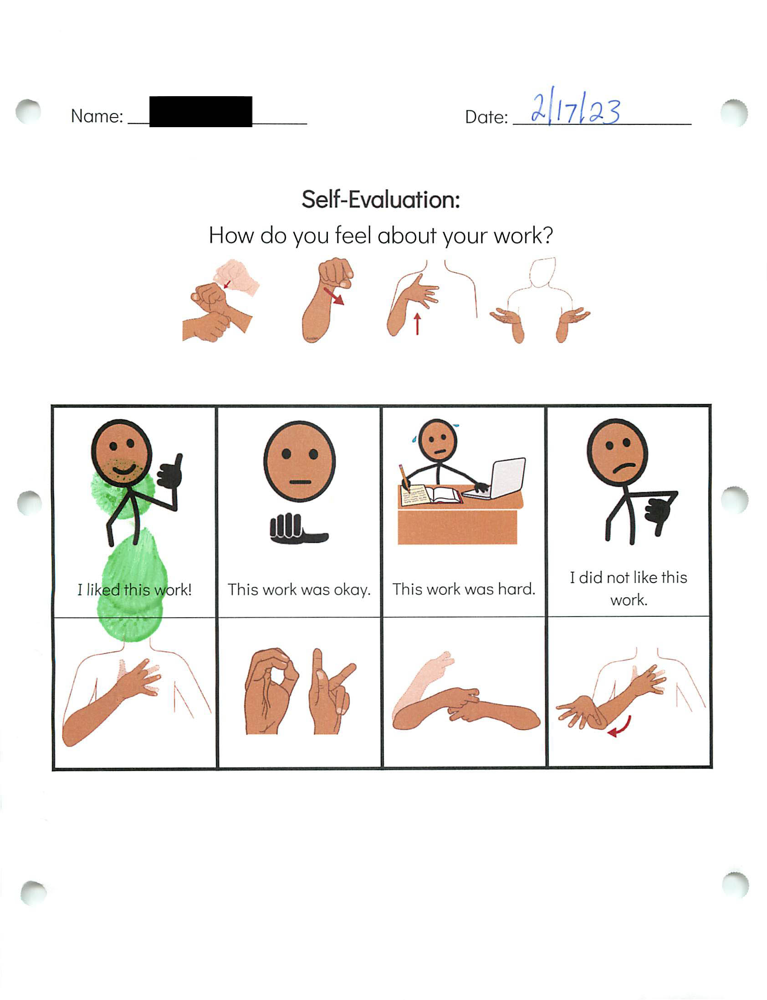 Name:
Date: 2/17/23
Self-Evaluation:
How do you feel about your work?
I liked this work!
This work was okay.
This work was hard.
I did not like this
work.